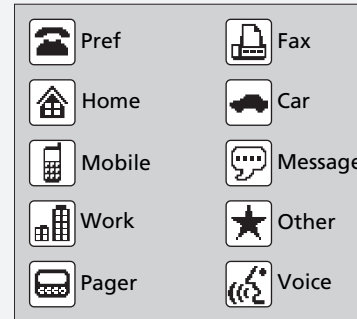 Pref
Home
Mobile
Work
Pager
Fax
Car
Message
Other
Voice